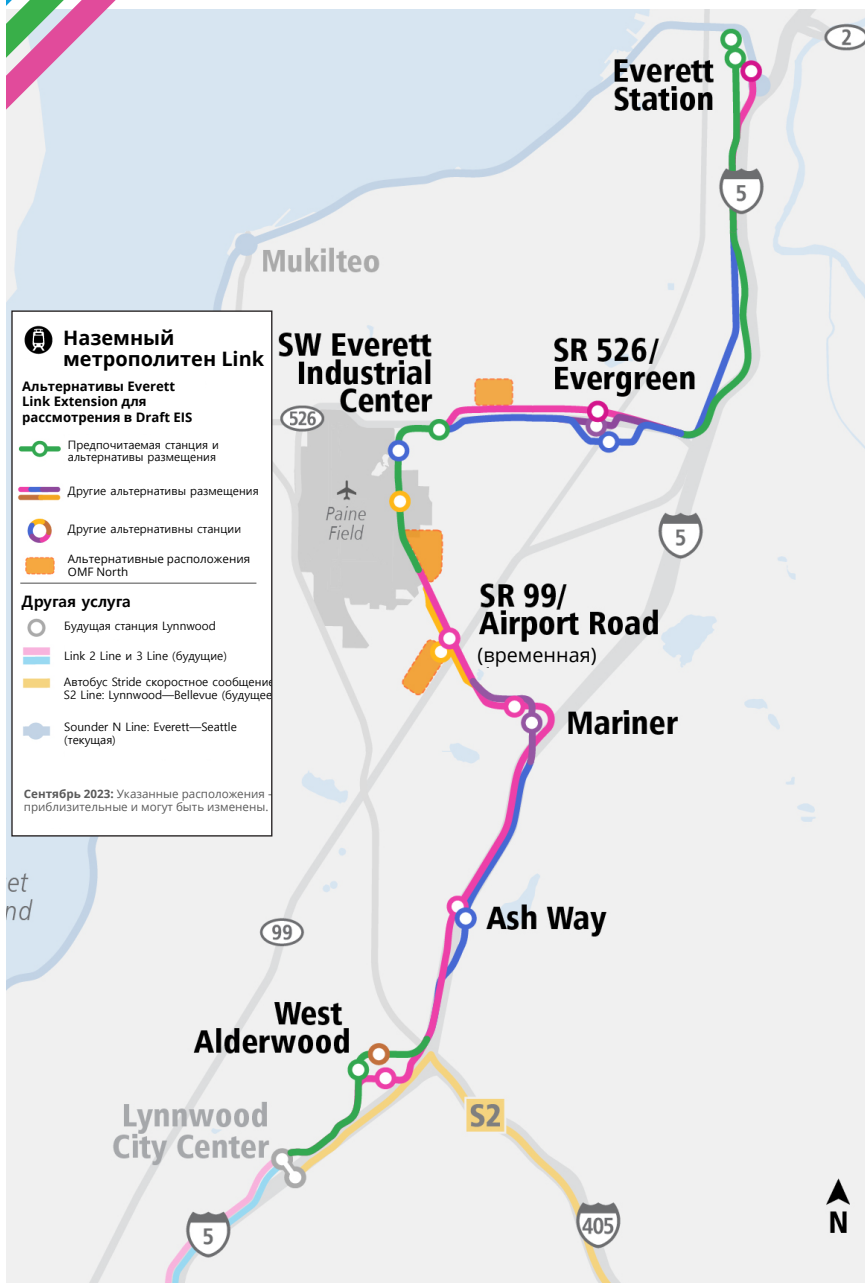 2
Everett
Station
5
Mukilteo
Наземный
метрополитен Link
Альтернативы Everett
Link Extension для
рассмотрения в Draft EIS
Предпочитаемая станция и
альтернативы размещения
Другие альтернативы размещения
Другие альтернативны станции
Альтернативные расположения
OMF North
Другая услуга
Будущая станция Lynnwood
Link 2 Line и 3 Line (будущие)
Автобус Stride скоростное сообщение
S2 Line: Lynnwood—Bellevue (будущее
Sounder N Line: Everett—Seattle
(текущая)
Сентябрь 2023: Указанные расположения -
приблизительные и могут быть изменены.
SW Everett
Industrial
Center
SR 526/
Evergreen
526
Paine
Field
5
SR 99/
Airport Road
(временная)
Mariner
et
nd
99
Ash Way
West
Alderwood
Lynnwood
City Center
S2
5
405
N